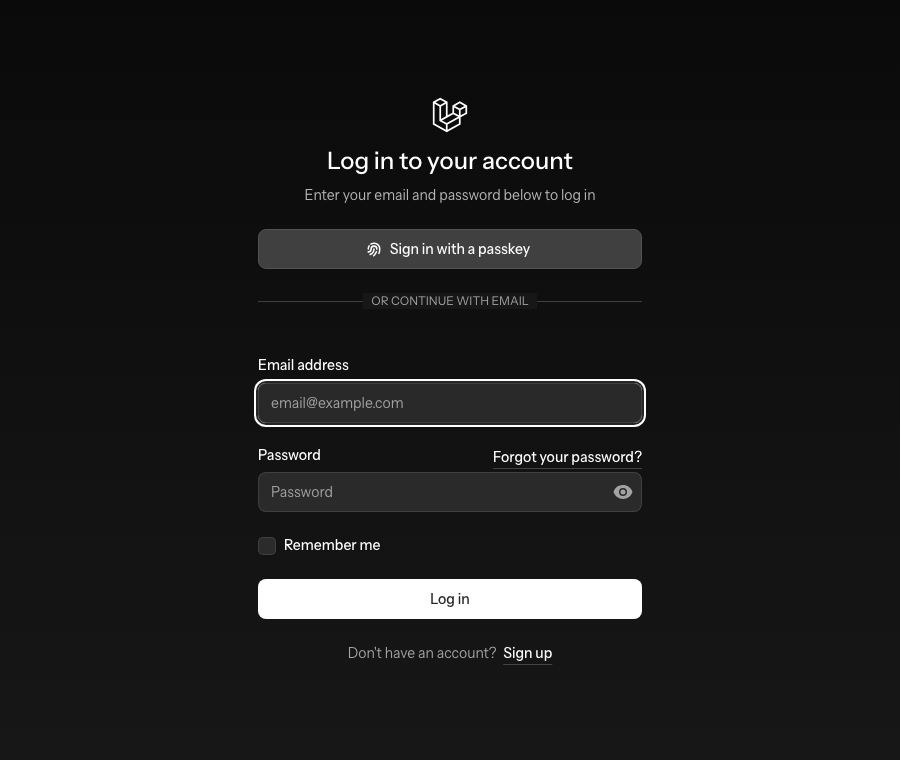 Log in to your account
Enter your email and password below to log in
Sign in with a passkey
OR CONTINUE WITH EMAIL
Email address
email@example.com
Password
Forgot your password?
Password
Remember me
Log in
Don't have an account? Sign up